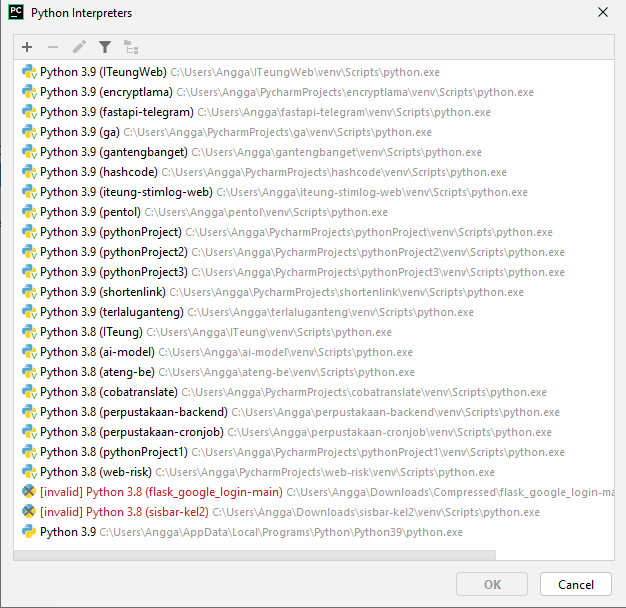 PC
Python Interpreters
Python 3.9 (ITeungWeb) C:\Users\Angga\ITeungWeb\venv\Scripts\python.exe
Python 3.9 (encryptlama) C:\Users\Angga\PycharmProjects\encryptlama\venv\Scripts\python.exe
Python 3.9 (fastapi-telegram) C:\Users\Angga\fastapi-telegram\venv\Scripts\python.exe
Python 3.9 (ga) C:\Users\Angga\PycharmProjects\ga\venv\Scripts\python.exe
Python 3.9 (gantengbanget) C:\Users\Angga\gantengbanget\venv\Scripts\python.exe
Python 3.9 (hashcode) C:\Users\Angga\PycharmProjects\hashcode\venv\Scripts\python.exe
Python 3.9 (iteung-stimlog-web) C:\Users\Angga\iteung-stimlog-web\venv\Scripts\python.exe
Python 3.9 (pentol) C:\Users\Angga\pentol\venv\Scripts\python.exe
Python 3.9 (pythonProject) C:\Users\Angga\PycharmProjects\pythonProject\venv\Scripts\python.exe
Python 3.9 (pythonProject2) C:\Users\Angga\PycharmProjects\pythonProject2\venv\Scripts\python.exe
Python 3.9 (pythonProject3) C:\Users\Angga\PycharmProjects\pythonProject3\venv\Scripts\python.exe
Python 3.9 (shortenlink) C:\Users\Angga\PycharmProjects\shortenlink\venv\Scripts\python.exe
Python 3.9 (terlaluganteng) C:\Users\Angga\terlaluganteng\venv\Scripts\python.exe
Python 3.8 (ITeung) C:\Users\Angga\ITeung\venv\Scripts\python.exe
Python 3.8 (ai-model) C:\Users\Angga\ai-model\venv\Scripts\python.exe
Python 3.8 (ateng-be) C:\Users\Angga\ateng-be\venv\Scripts\python.exe
Python 3.8 (cobatranslate) C:\Users\Angga\PycharmProjects\cobatranslate\venv\Scripts\python.exe
Python 3.8 (perpustakaan-backend) C:\Users\Angga\perpustakaan-backend\venv\Scripts\python.exe
Python 3.8 (perpustakaan-cronjob) C:\Users\Angga\perpustakaan-cronjob\venv\Scripts\python.exe
Python 3.8 (pythonProject1) C:\Users\Angga\PycharmProjects\pythonProject1\venv\Scripts\python.exe
Python 3.8 (web-risk) C:\Users\Angga\PycharmProjects\web-risk\venv\Scripts\python.exe
[invalid] Python 3.8 (flask_google_login-main) C:\Users\Angga\Downloads\Compressed\flask_google_login-ma
[invalid] Python 3.8 (sisbar-kel2) C:\Users\Angga\Downloads\sisbar-kel2\venv\Scripts\python.exe
Python 3.9 C:\Users\Angga\AppData\Local\Programs\Python\Python39\python.exe
OK
Cancel